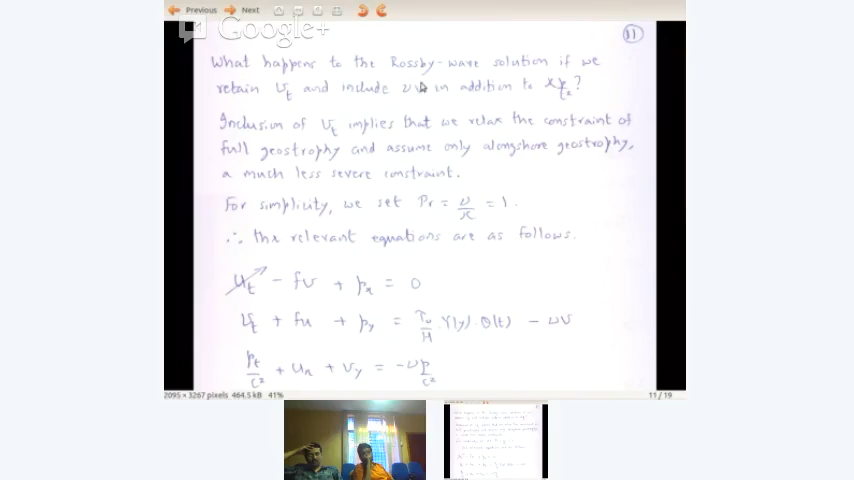 Previous Next
Google+
11
What happens to the Rossby-wave solution if we
retain v_t and include νv in addition to κp/c²?
Inclusion of v_t implies that we relax the constraint of
full geostrophy and assume only alongshore geostrophy,
a much less severe constraint.
For simplicity, we set Pr = ν/κ = 1.
∴ the relevant equations are as follows.
u_t - fv + p_x = 0
v_t + fu + p_y = τ_0/H Y(y) Θ(t) - νv
p_t/c² + u_x + v_y = -νp/c²
2095 × 3267 pixels 464.5 kB 41%
11 / 19